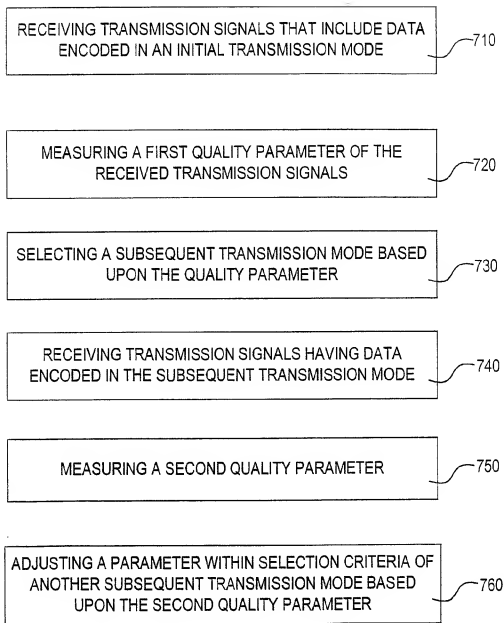 RECEIVING TRANSMISSION SIGNALS THAT INCLUDE DATA
ENCODED IN AN INITIAL TRANSMISSION MODE
710
MEASURING A FIRST QUALITY PARAMETER OF THE
RECEIVED TRANSMISSION SIGNALS
720
SELECTING A SUBSEQUENT TRANSMISSION MODE BASED
UPON THE QUALITY PARAMETER
730
RECEIVING TRANSMISSION SIGNALS HAVING DATA
ENCODED IN THE SUBSEQUENT TRANSMISSION MODE
740
MEASURING A SECOND QUALITY PARAMETER
750
ADJUSTING A PARAMETER WITHIN SELECTION CRITERIA OF
ANOTHER SUBSEQUENT TRANSMISSION MODE BASED
UPON THE SECOND QUALITY PARAMETER
760